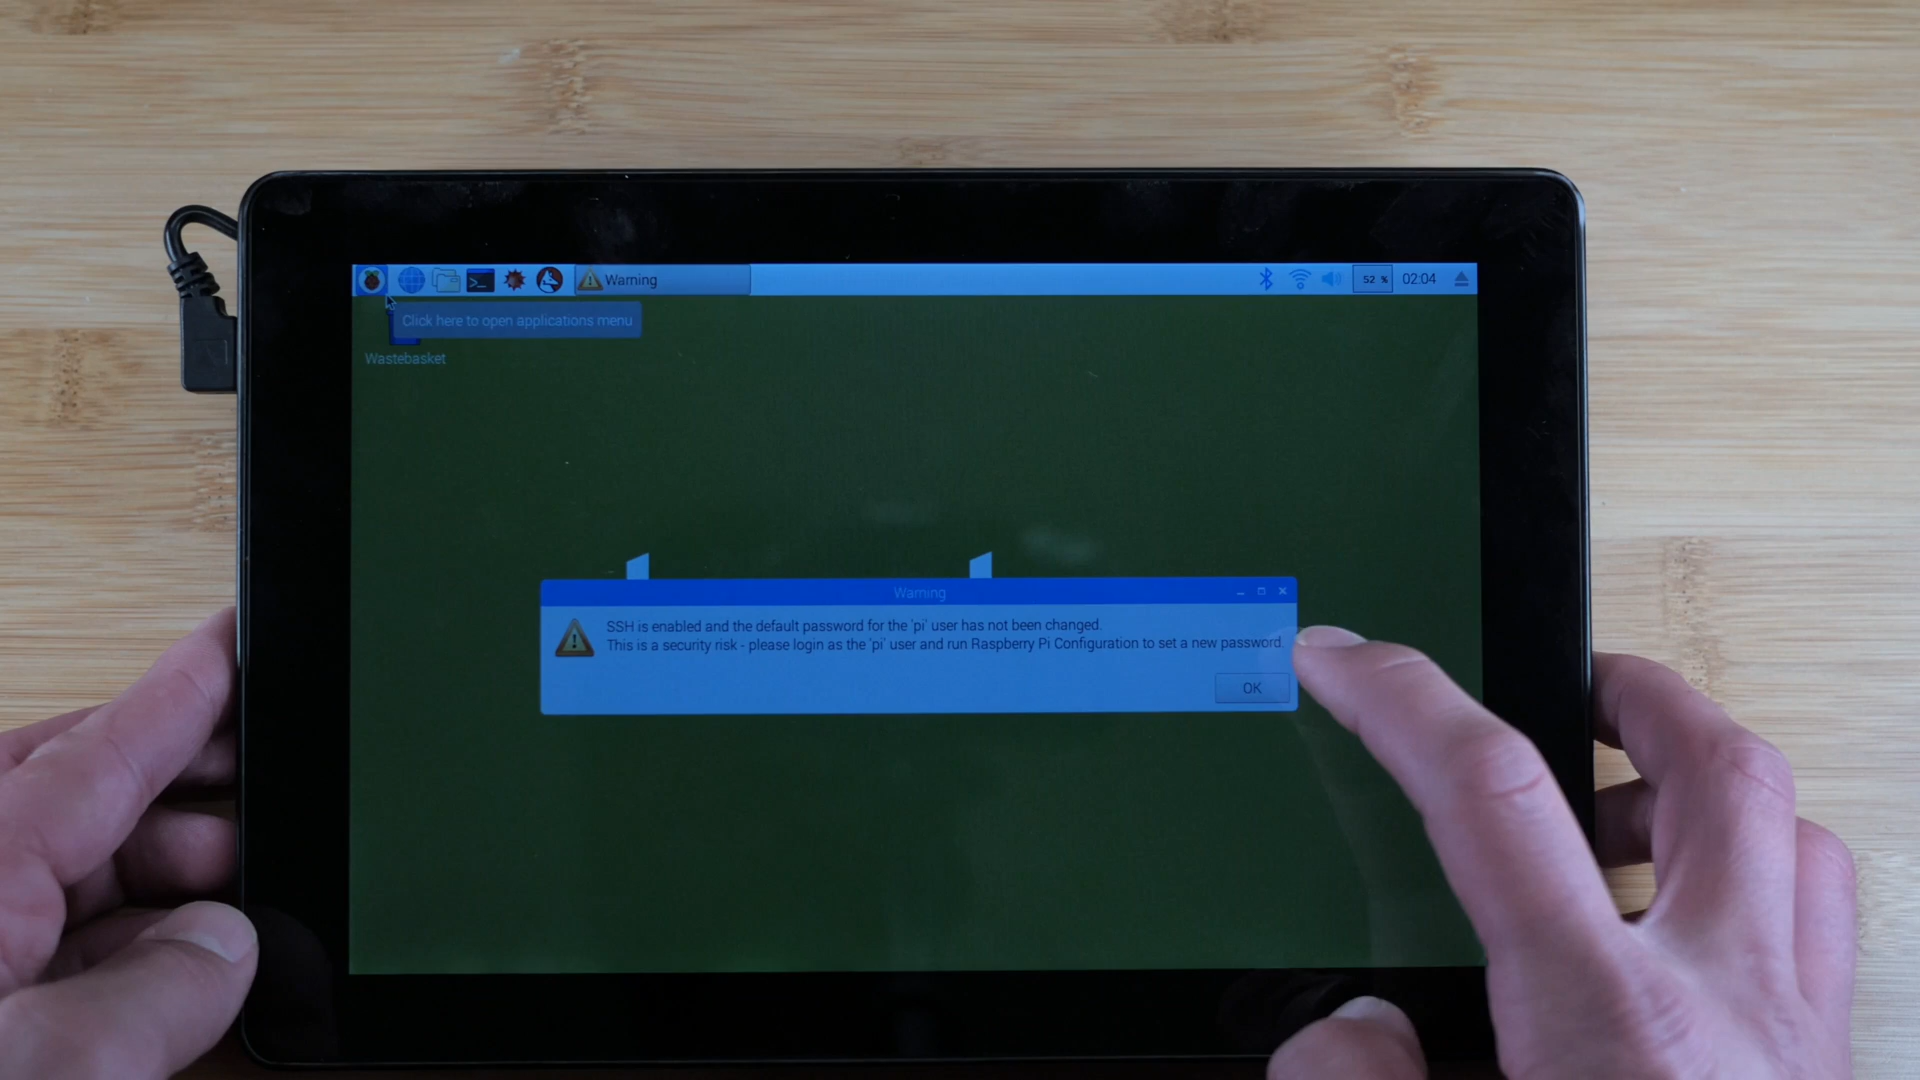 Warning
52 %
02:04
Click here to open applications menu
Wastebasket
Warning
SSH is enabled and the default password for the 'pi' user has not been changed.
This is a security risk - please login as the 'pi' user and run Raspberry Pi Configuration to set a new password.
OK